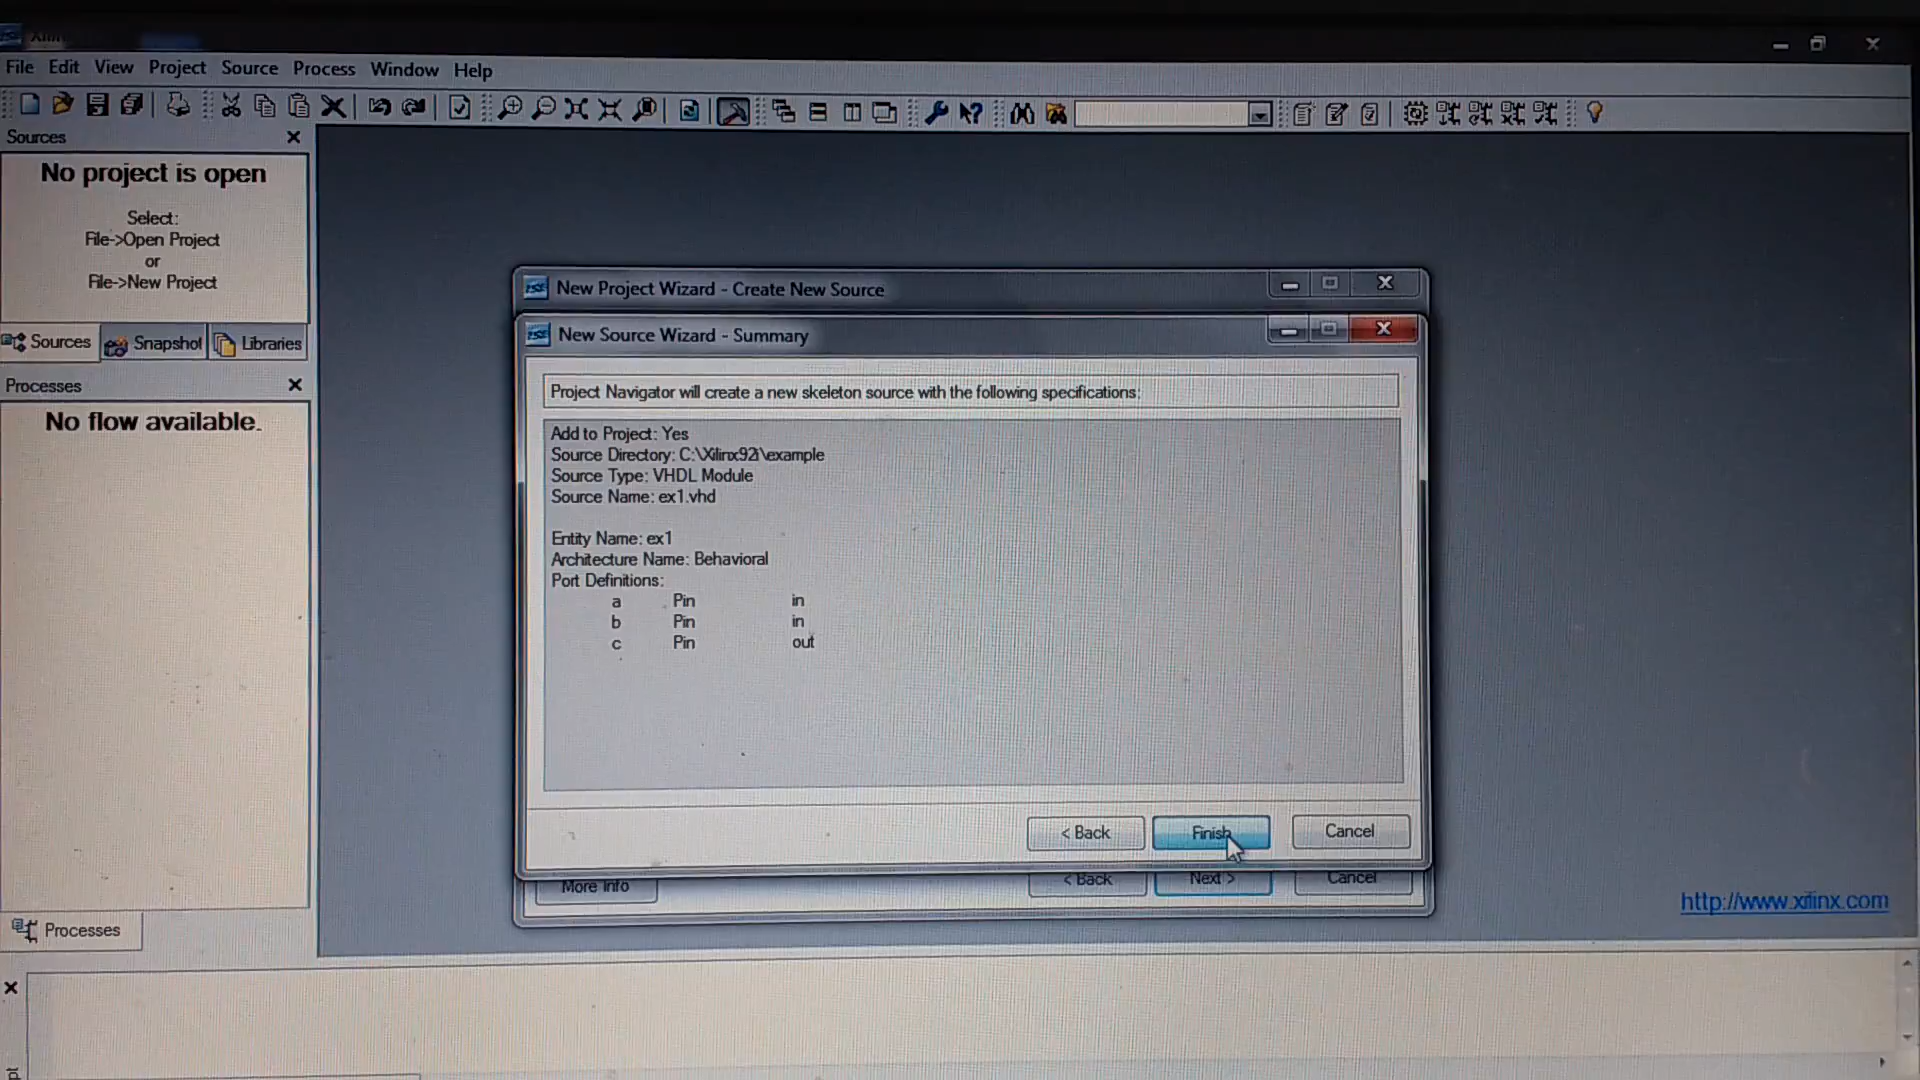 File Edit View Project Source Process Window Help
Sources
No project is open
Select:
File->Open Project
or
File->New Project
Sources Snapshot Libraries
Processes
No flow available.
Processes
New Project Wizard - Create New Source
New Source Wizard - Summary
Project Navigator will create a new skeleton source with the following specifications:
Add to Project: Yes
Source Directory: C:\Xilinx92i\example
Source Type: VHDL Module
Source Name: ex1.vhd
Entity Name: ex1
Architecture Name: Behavioral
Port Definitions:
a Pin in
b Pin in
c Pin out
< Back Finish Cancel
More Info < Back Next > Cancel
http://www.xilinx.com